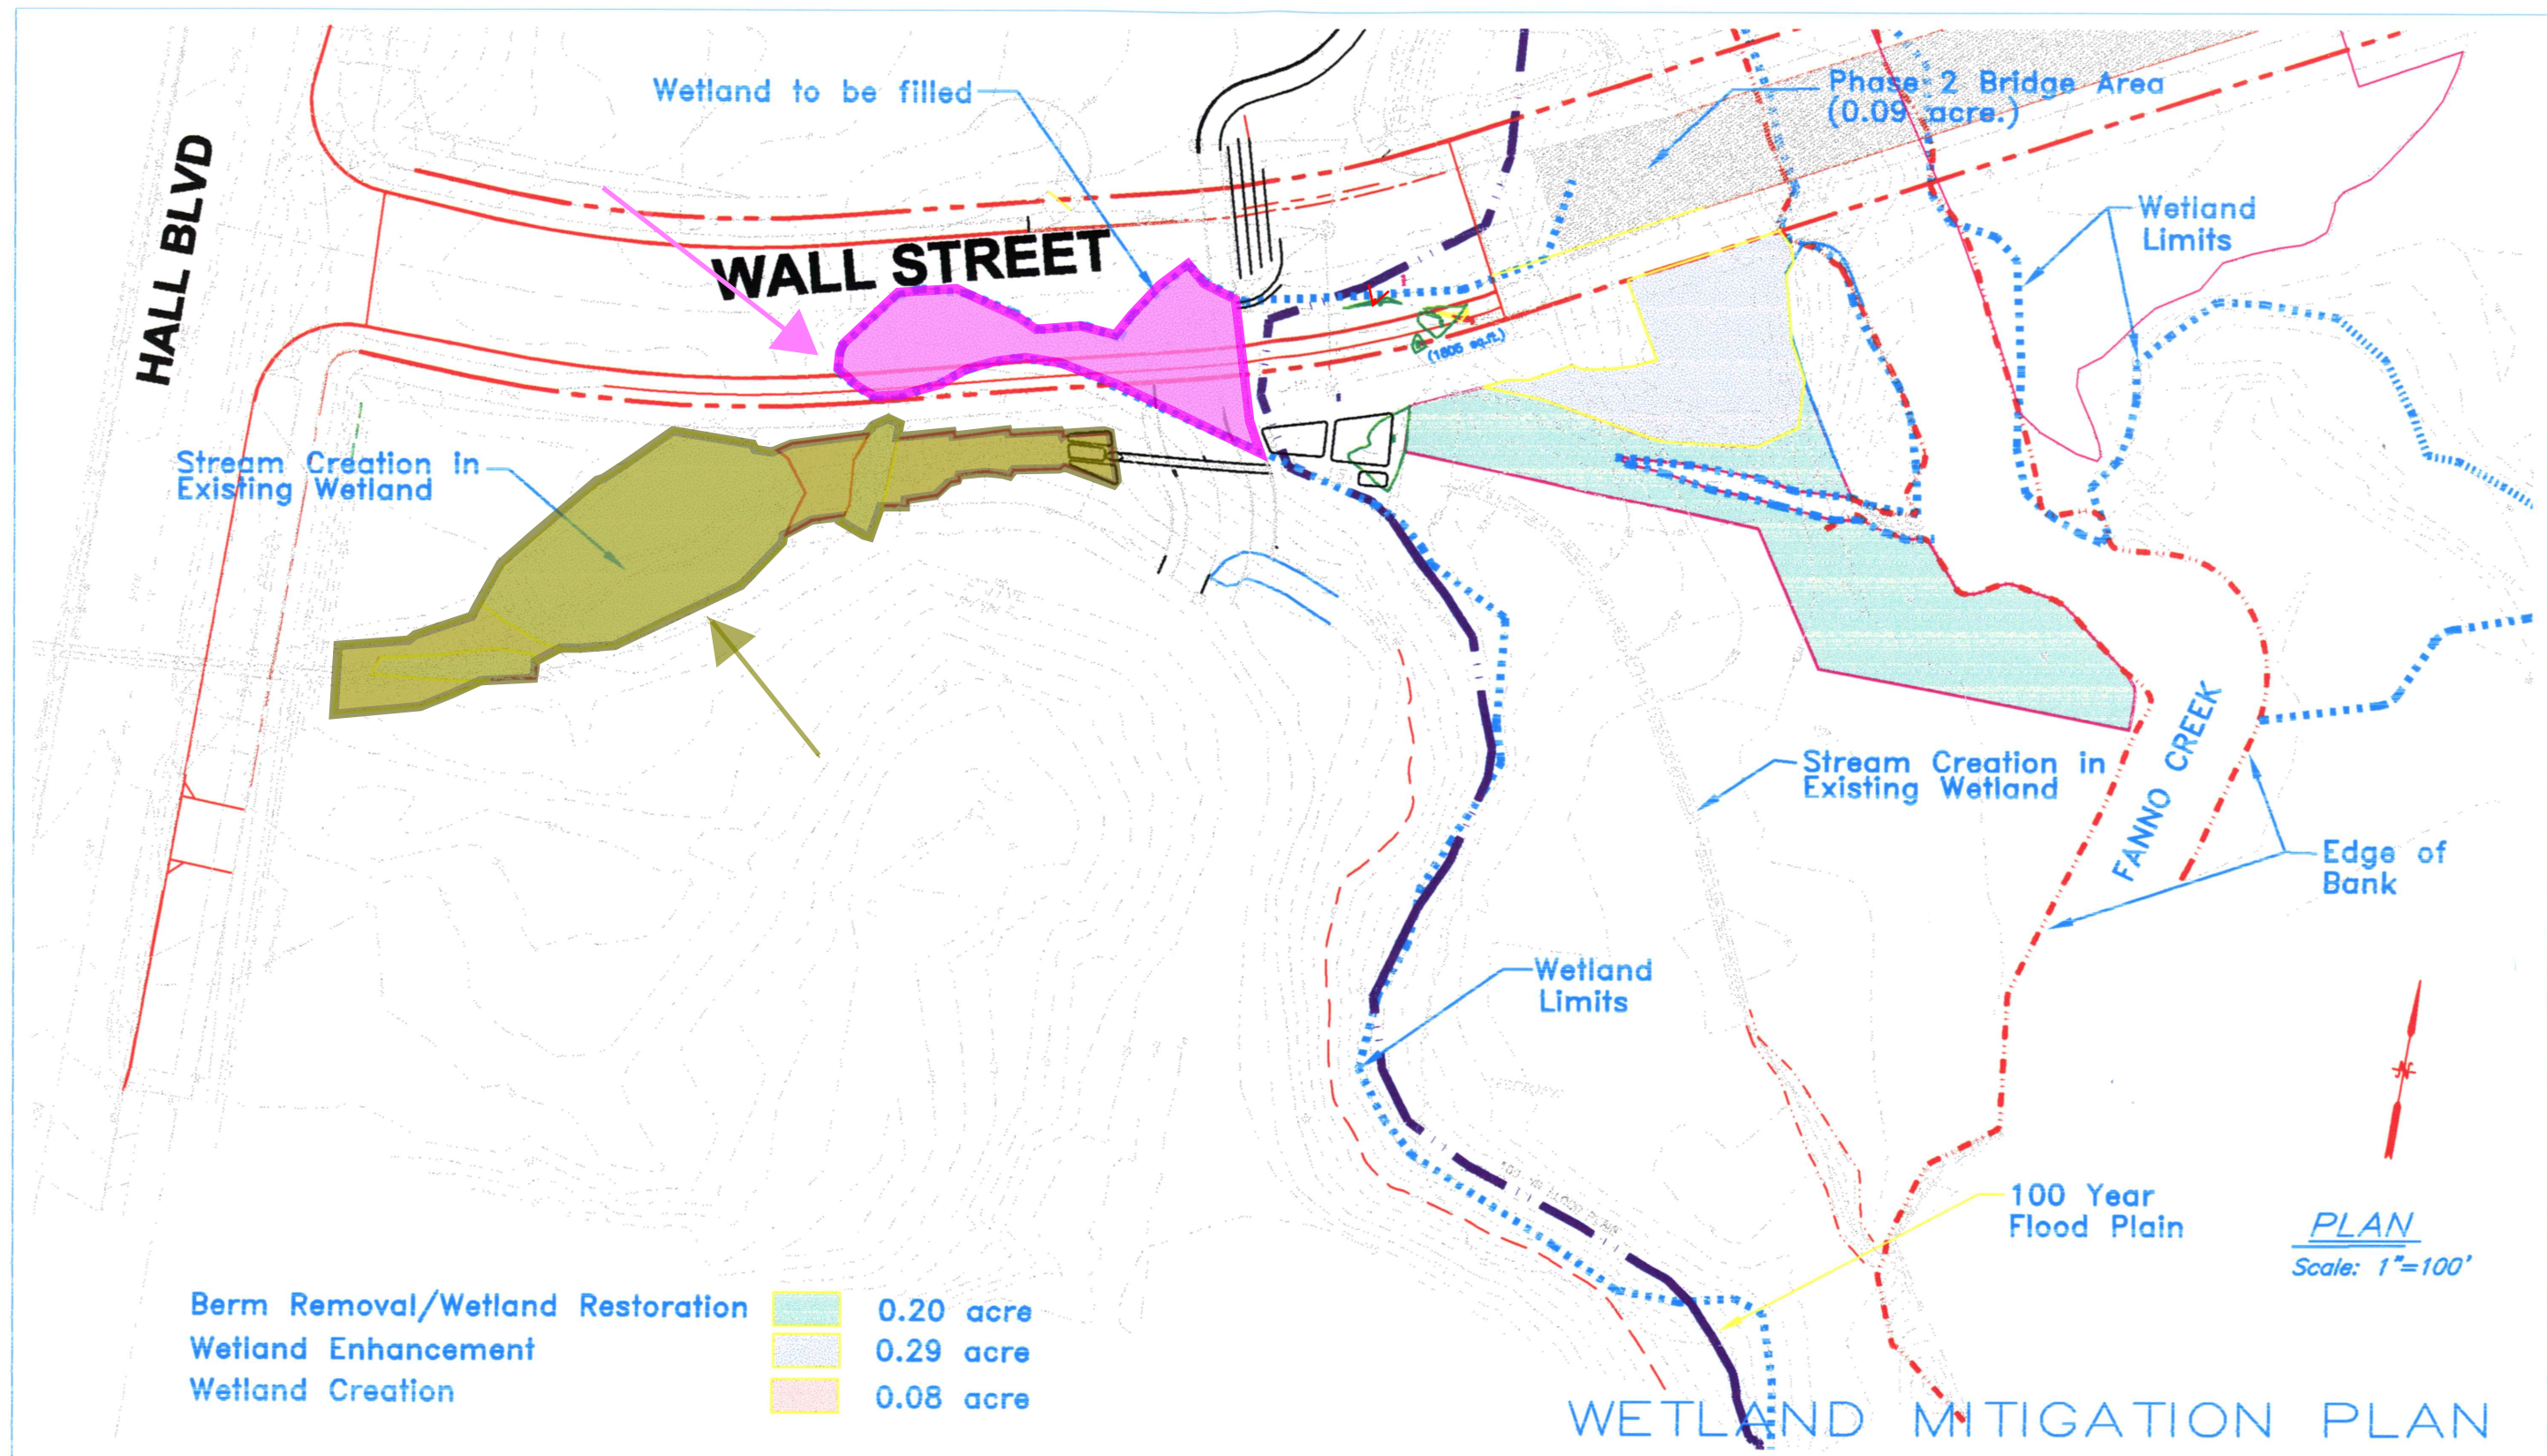 Wetland to be filled
Phase 2 Bridge Area
(0.09 acre.)
HALL BLVD
WALL STREET
Wetland
Limits
(1805 sq.ft.)
Stream Creation in
Existing Wetland
Stream Creation in
Existing Wetland
FANNO CREEK
Edge of
Bank
Wetland
Limits
100 Year
Flood Plain
N
PLAN
Scale: 1"=100'
Berm Removal/Wetland Restoration 0.20 acre
Wetland Enhancement 0.29 acre
Wetland Creation 0.08 acre
WETLAND MITIGATION PLAN